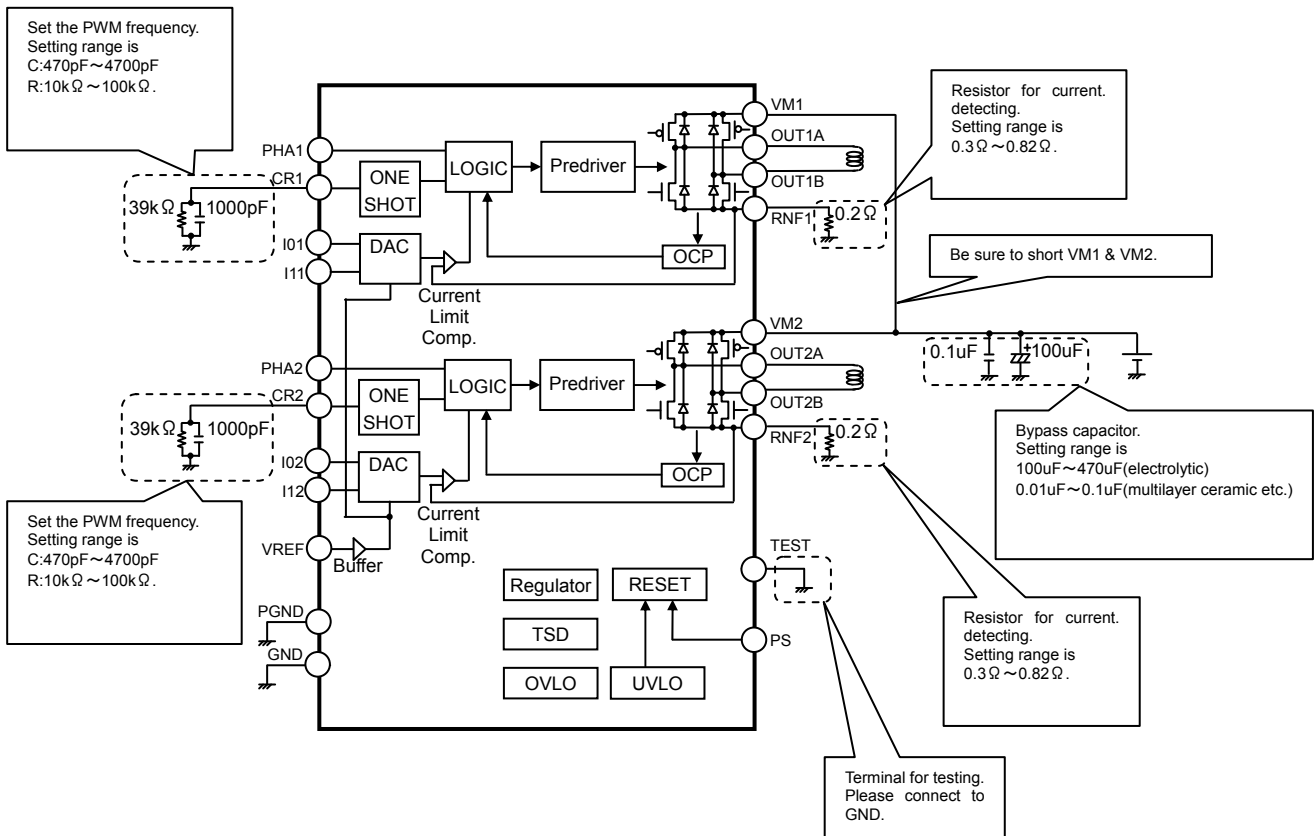 Set the PWM frequency.
Setting range is
C:470pF～4700pF
R:10kΩ～100kΩ.
PHA1
CR1
39kΩ
1000pF
I01
I11
ONE
SHOT
LOGIC
Predriver
DAC
Current
Limit
Comp.
OCP
VM1
OUT1A
OUT1B
RNF1
0.2Ω
Resistor for current.
detecting.
Setting range is
0.3Ω～0.82Ω.
Be sure to short VM1 & VM2.
PHA2
CR2
39kΩ
1000pF
I02
I12
ONE
SHOT
LOGIC
Predriver
DAC
Current
Limit
Comp.
OCP
VM2
OUT2A
OUT2B
RNF2
0.2Ω
0.1uF
+
100uF
Bypass capacitor.
Setting range is
100uF～470uF(electrolytic)
0.01uF～0.1uF(multilayer ceramic etc.)
Set the PWM frequency.
Setting range is
C:470pF～4700pF
R:10kΩ～100kΩ.
VREF
Buffer
PGND
GND
Regulator
RESET
TSD
OVLO
UVLO
TEST
PS
Resistor for current.
detecting.
Setting range is
0.3Ω～0.82Ω.
Terminal for testing.
Please connect to
GND.